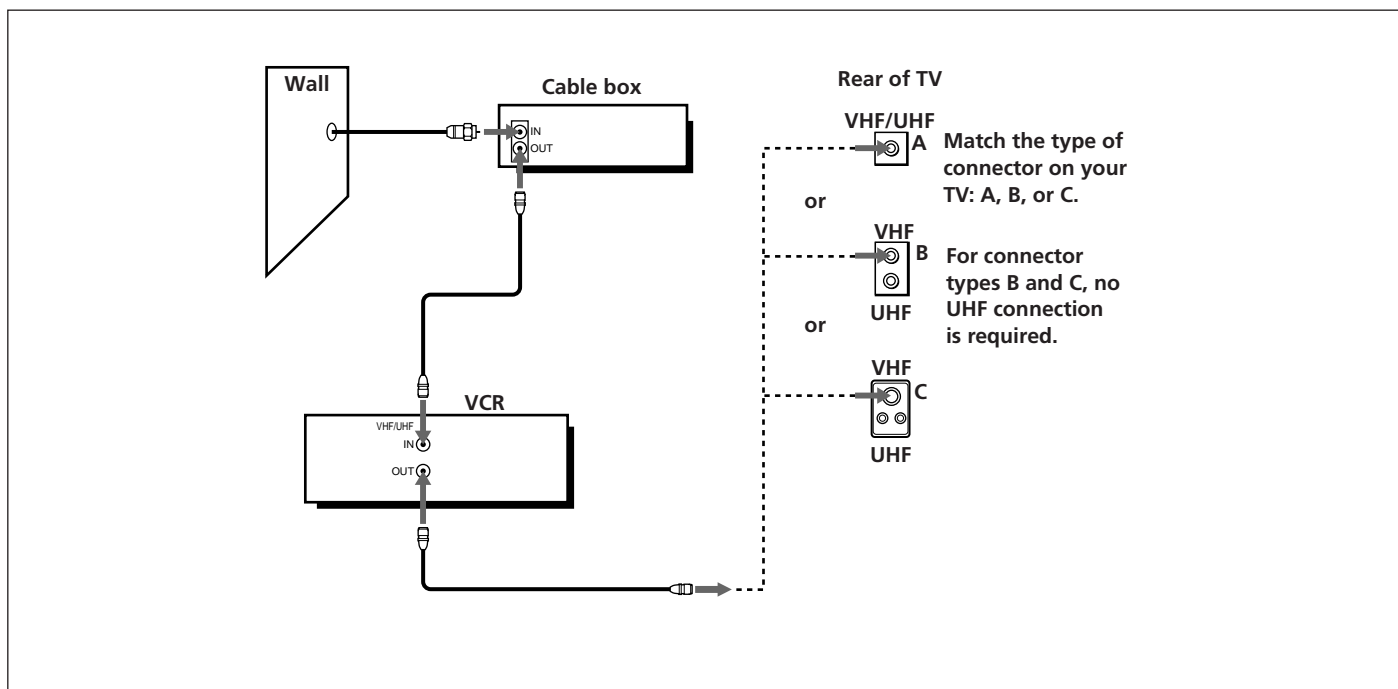 Wall
Cable box
IN
OUT
VCR
VHF/UHF
IN
OUT
Rear of TV
VHF/UHF
A
or
VHF
B
UHF
or
VHF
C
UHF
Match the type of
connector on your
TV: A, B, or C.
For connector
types B and C, no
UHF connection
is required.